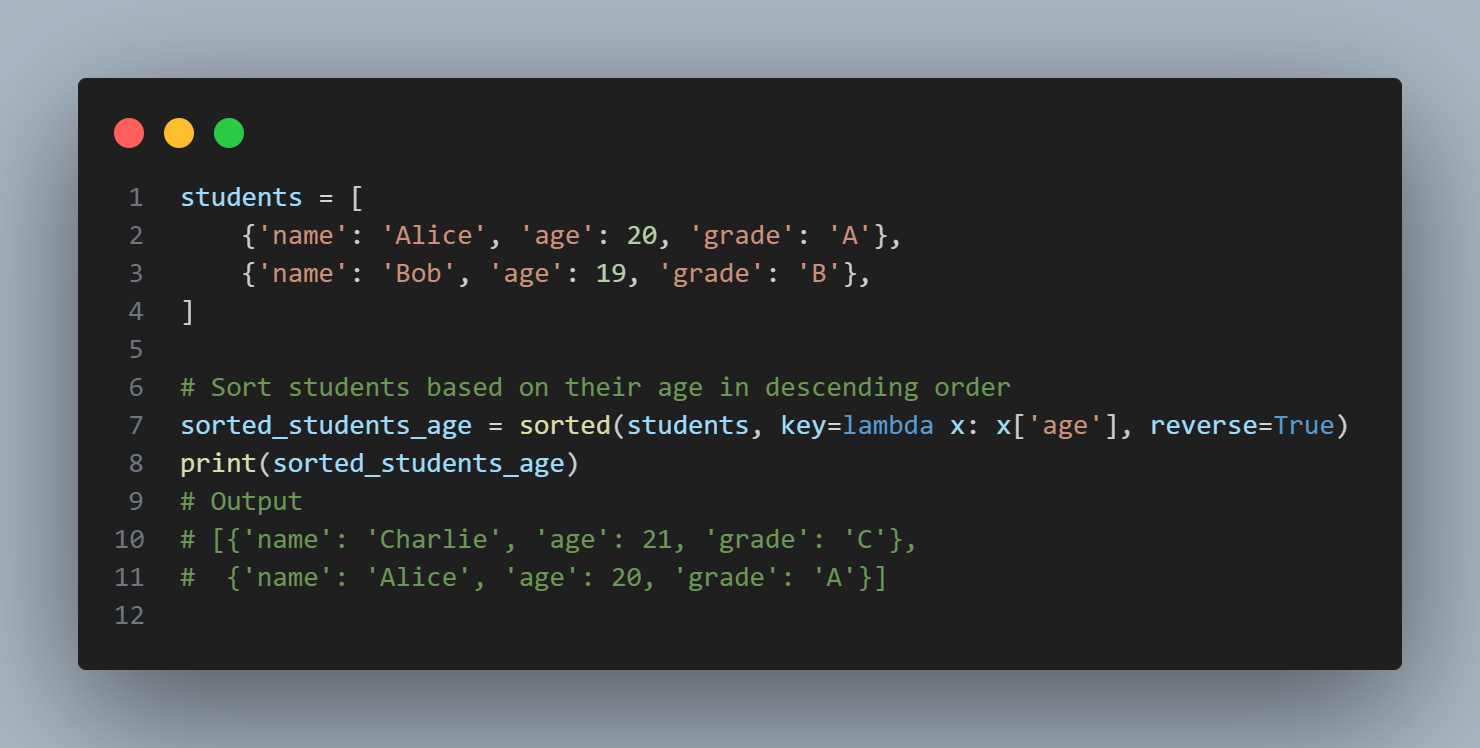 1 students = [
2     {'name': 'Alice', 'age': 20, 'grade': 'A'},
3     {'name': 'Bob', 'age': 19, 'grade': 'B'},
4 ]
5
6 # Sort students based on their age in descending order
7 sorted_students_age = sorted(students, key=lambda x: x['age'], reverse=True)
8 print(sorted_students_age)
9 # Output
10 # [{'name': 'Charlie', 'age': 21, 'grade': 'C'},
11 #  {'name': 'Alice', 'age': 20, 'grade': 'A'}]
12